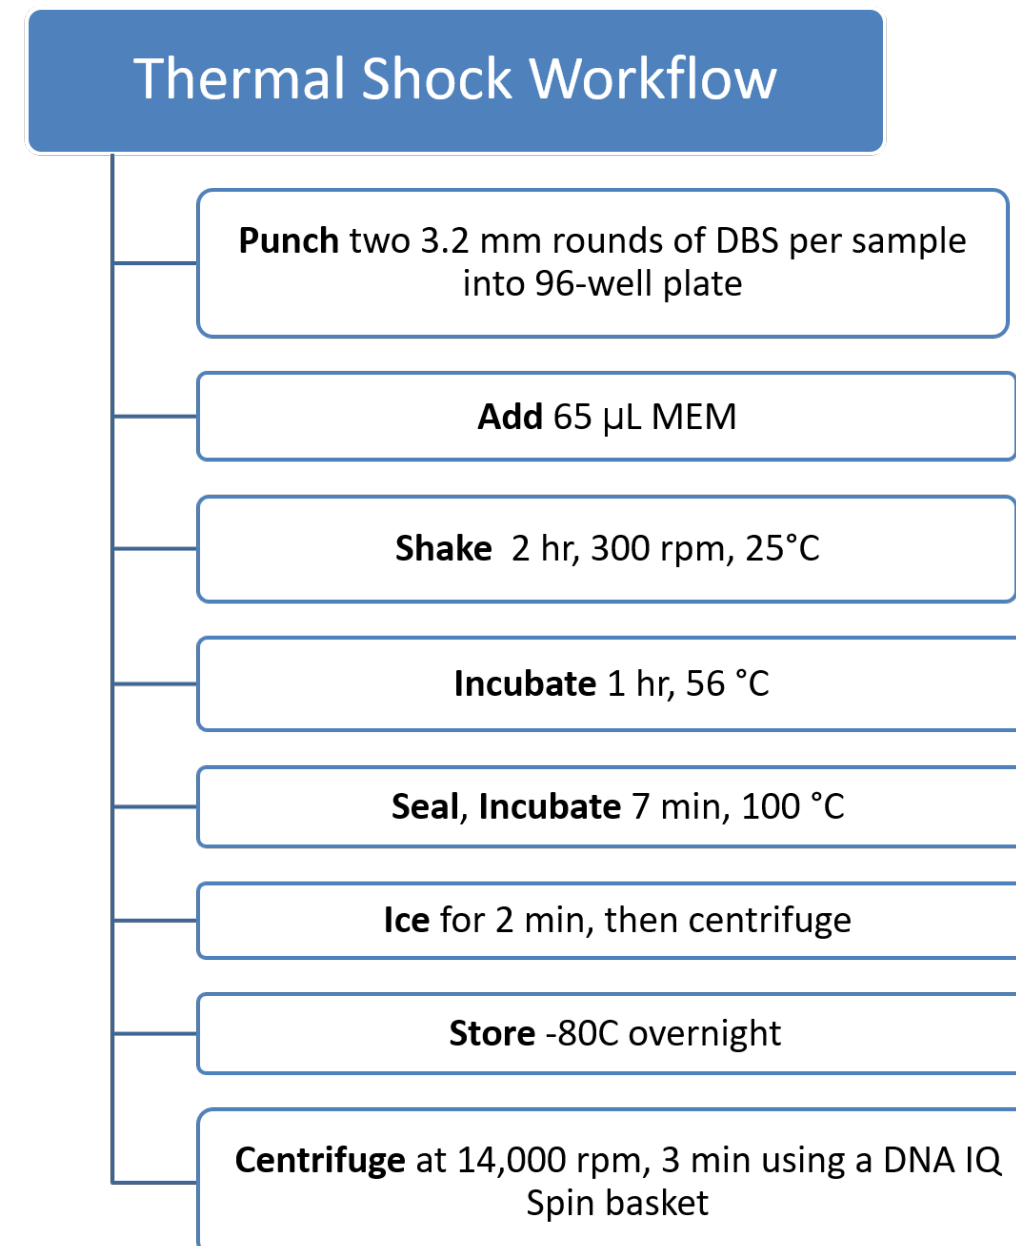 Thermal Shock Workflow
Punch two 3.2 mm rounds of DBS per sample
into 96-well plate
Add 65 µL MEM
Shake  2 hr, 300 rpm, 25°C
Incubate 1 hr, 56 °C
Seal, Incubate 7 min, 100 °C
Ice for 2 min, then centrifuge
Store -80C overnight
Centrifuge at 14,000 rpm, 3 min using a DNA IQ
Spin basket